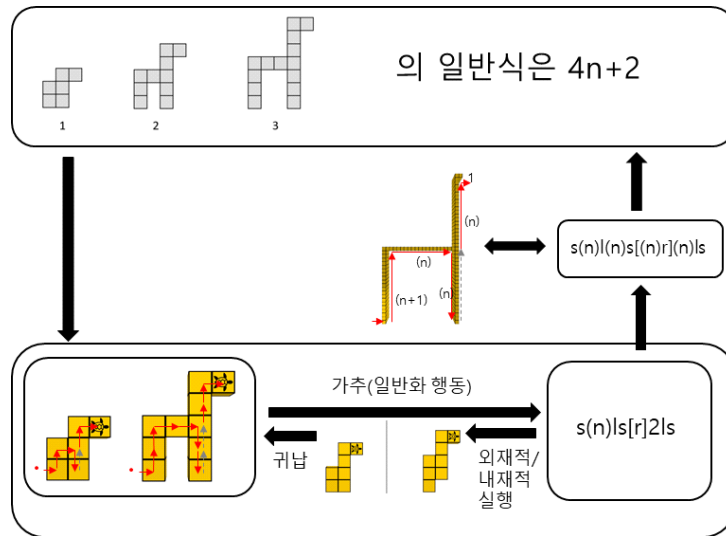 의 일반식은 4n+2
1
2
3
1
(n)
(n)
(n+1)
(n)
s(n)l(n)s[(n)r](n)ls
가추(일반화 행동)
귀납
외재적/
내재적
실행
s(n)ls[r]2ls